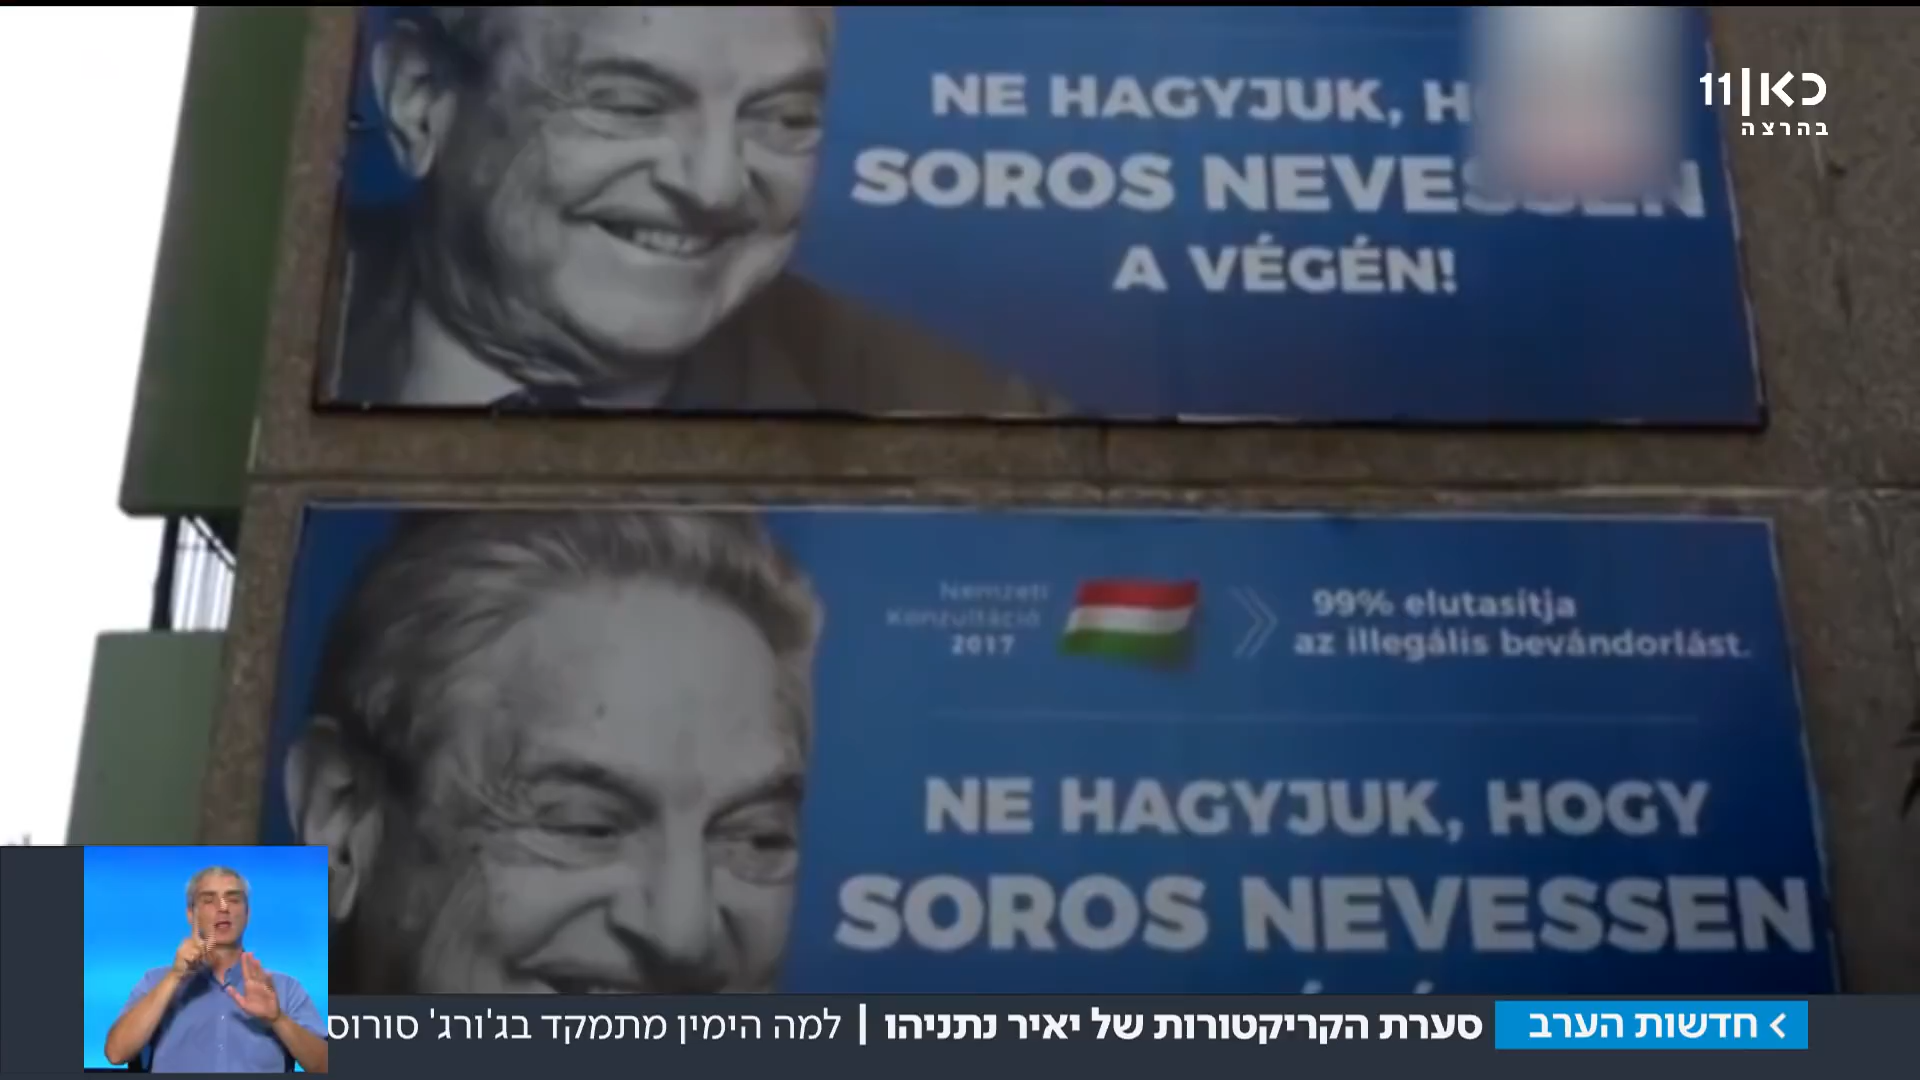 כאן 11
בהרצה
NE HAGYJUK,
SOROS NEVESSEN
A VÉGÉN!
Nemzeti
Konzultáció
2017
99% elutasítja
az illegális bevándorlást.
NE HAGYJUK, HOGY
SOROS NEVESSEN
חדשות הערב
סערת הקריקטורות של יאיר נתניהו | למה הימין מתמקד בג'ורג' סורוס